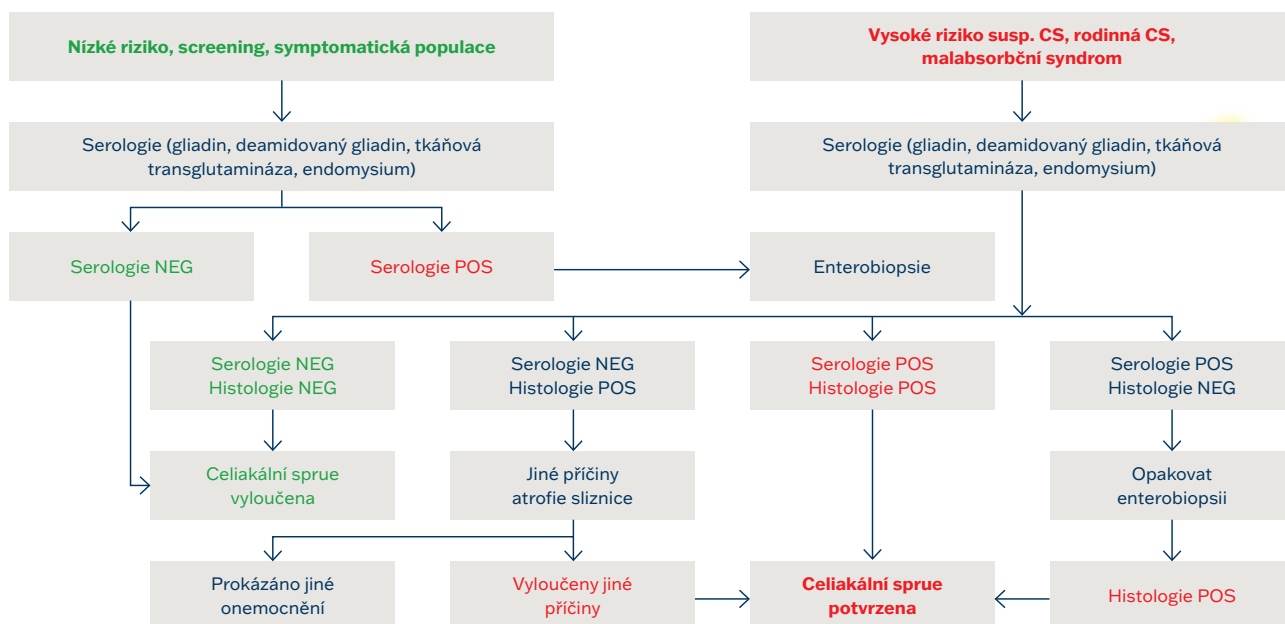 Nízké riziko, screening, symptomatická populace
Vysoké riziko susp. CS, rodinná CS,
malabsorbční syndrom
Serologie (gliadin, deamidovaný gliadin, tkáňová
transglutamináza, endomysium)
Serologie (gliadin, deamidovaný gliadin, tkáňová
transglutamináza, endomysium)
Serologie NEG
Serologie POS
Enterobiopsie
Serologie NEG
Histologie NEG
Serologie NEG
Histologie POS
Serologie POS
Histologie POS
Serologie POS
Histologie NEG
Celiakální sprue
vyloučena
Jiné příčiny
atrofie sliznice
Opakovat
enterobiopsii
Prokázáno jiné
onemocnění
Vyloučeny jiné
příčiny
Celiakální sprue
potvrzena
Histologie POS